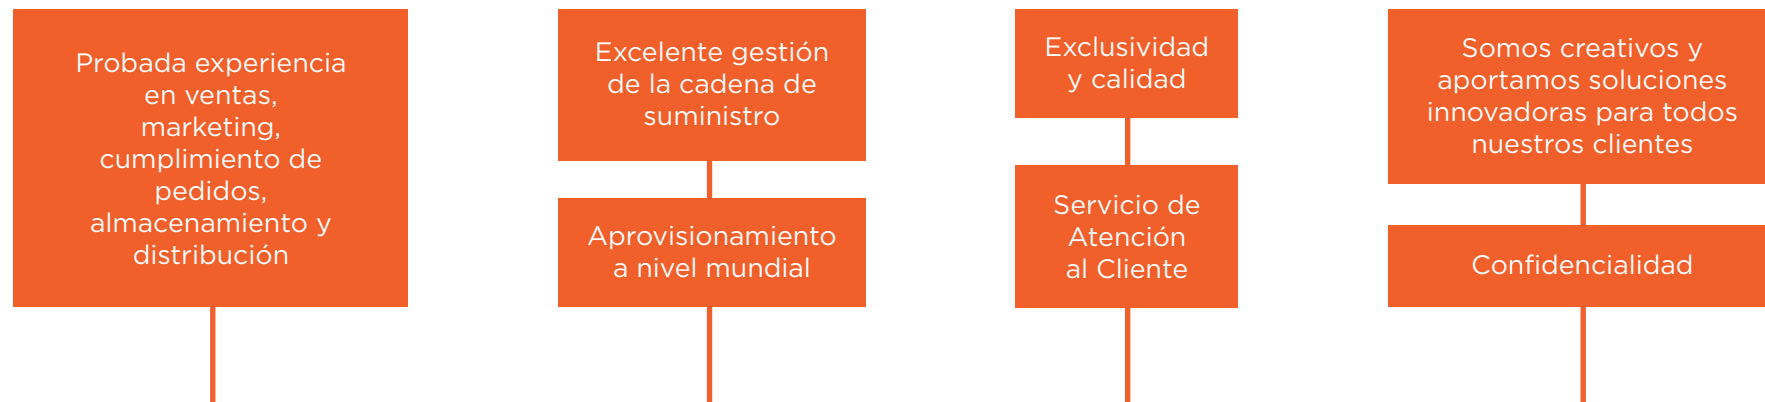 Probada experiencia
en ventas,
marketing,
cumplimiento de
pedidos,
almacenamiento y
distribución
Excelente gestión
de la cadena de
suministro
Aprovisionamiento
a nivel mundial
Exclusividad
y calidad
Servicio de
Atención
al Cliente
Somos creativos y
aportamos soluciones
innovadoras para todos
nuestros clientes
Confidencialidad